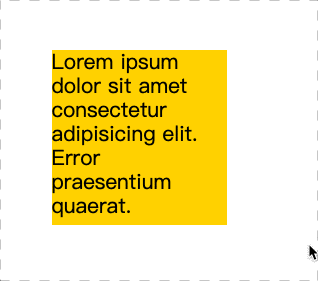 Lorem ipsum
dolor sit amet
consectetur
adipisicing elit.
Error
praesentium
quaerat.